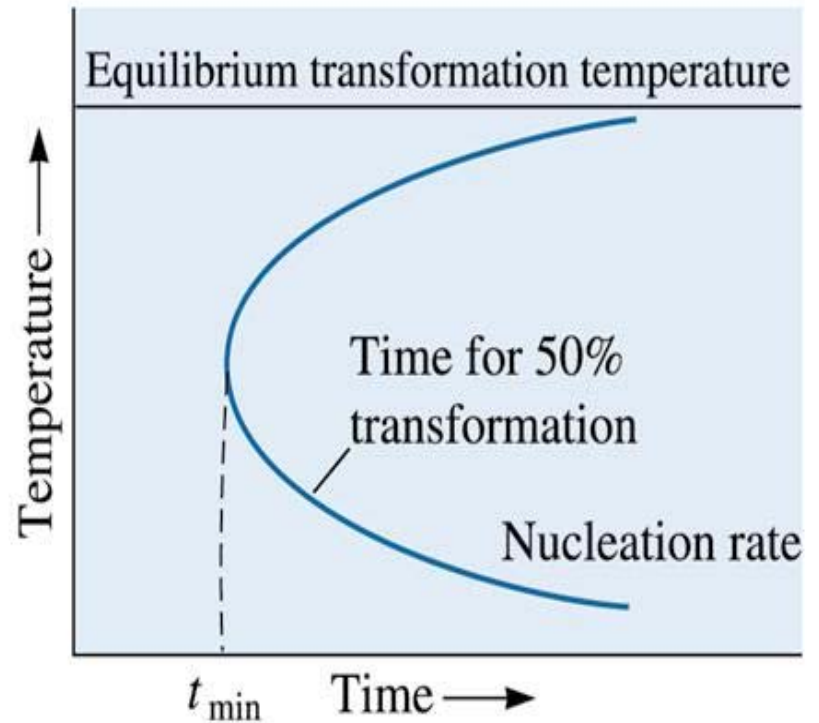 Equilibrium transformation temperature
Temperature
Time for 50%
transformation
Nucleation rate
t min
Time